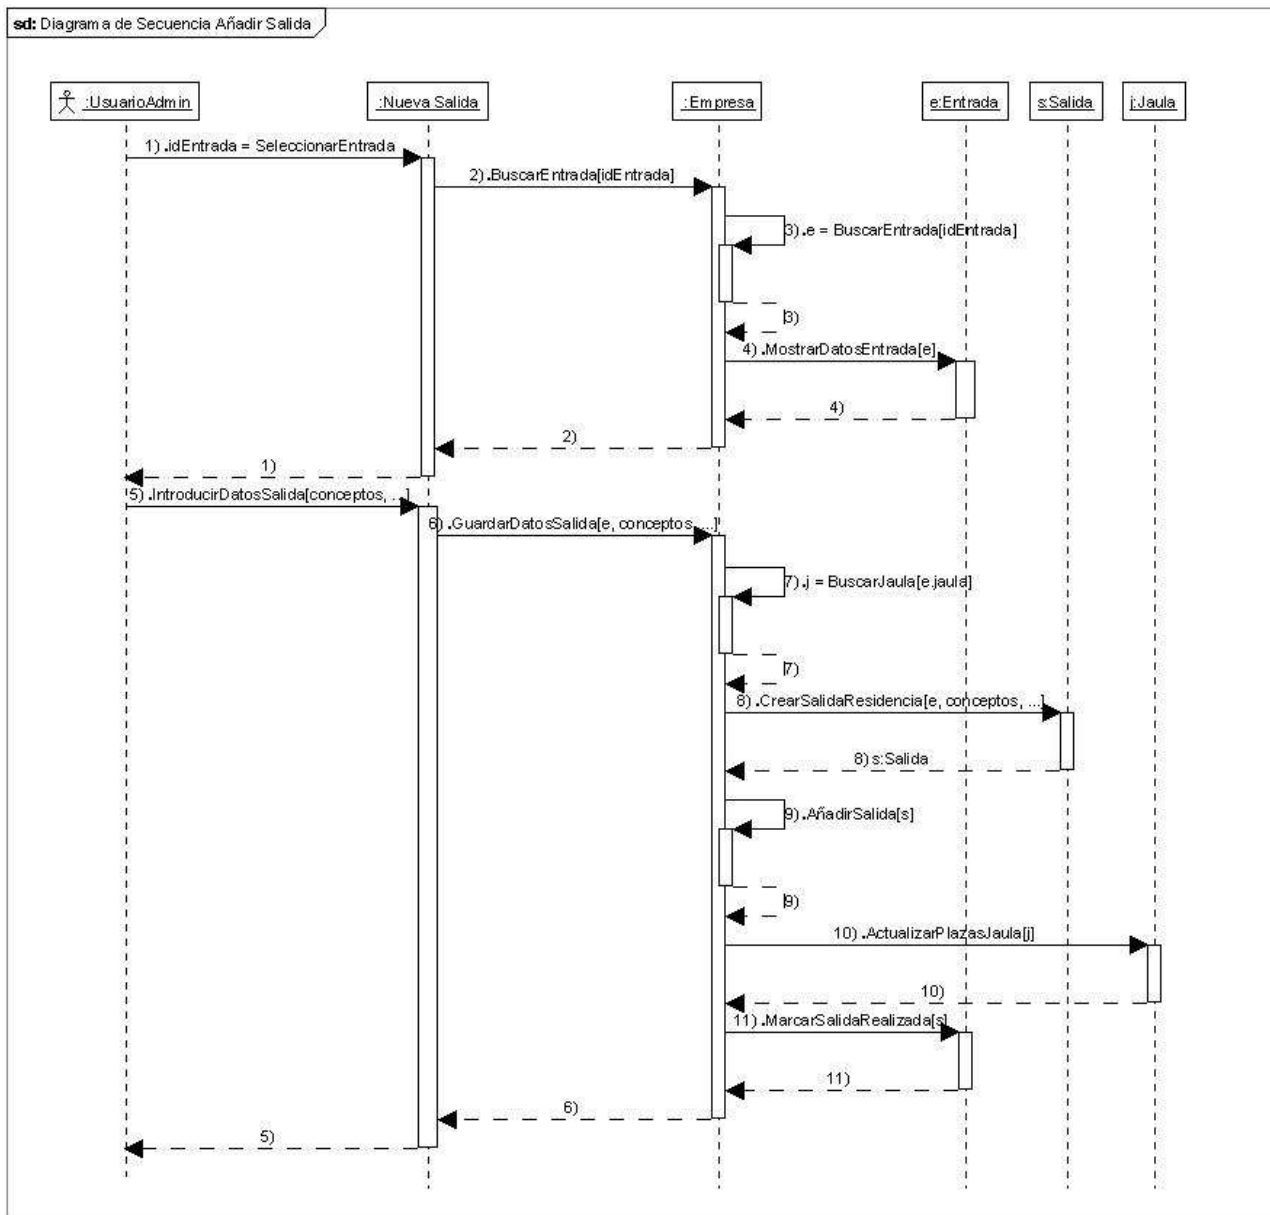 sd: Diagrama de Secuencia Añadir Salida
:UsuarioAdmin
:Nueva Salida
:Empresa
e:Entrada
s:Salida
j:Jaula
1).idEntrada = SeleccionarEntrada
2).BuscarEntrada[idEntrada]
3).e = BuscarEntrada[idEntrada]
3)
4).MostrarDatosEntrada[e]
4)
2)
1)
5).IntroducirDatosSalida[conceptos, ...]
6).GuardarDatosSalida[e, conceptos, ...]
7).j = BuscarJaula[e.jaula]
7)
8).CrearSalidaResidencia[e, conceptos, ...]
8)s:Salida
9).AñadirSalida[s]
9)
10).ActualizarPlazasJaula[j]
10)
11).MarcarSalidaRealizada[s]
11)
6)
5)